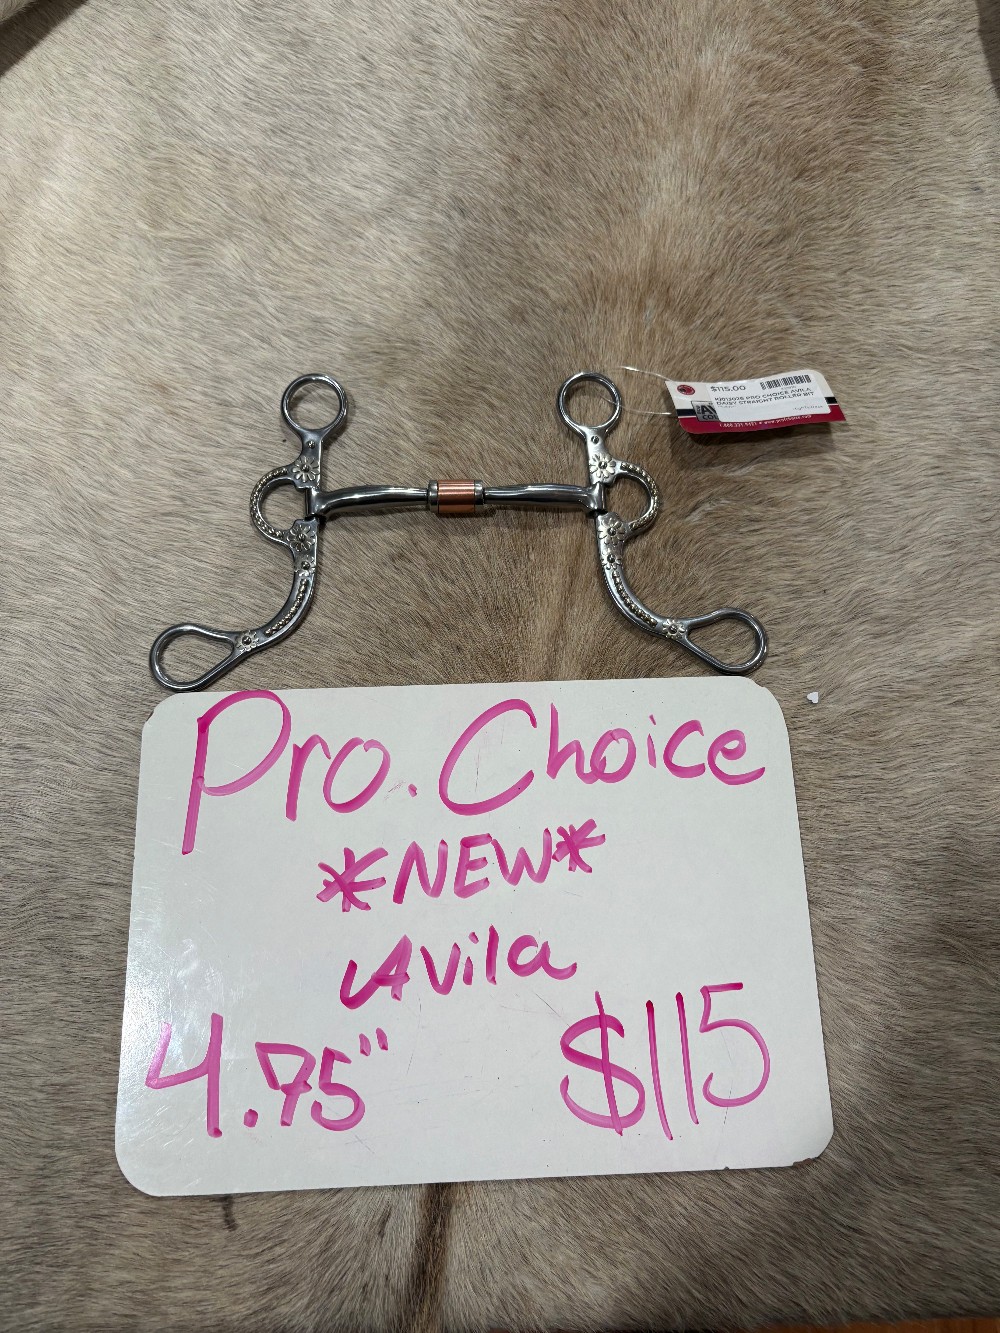 $115.00
PRO CHOICE AVILA
DAISY STRAIGHT ROLLER BIT
Pro. Choice
*NEW*
Avila
4.75" $115